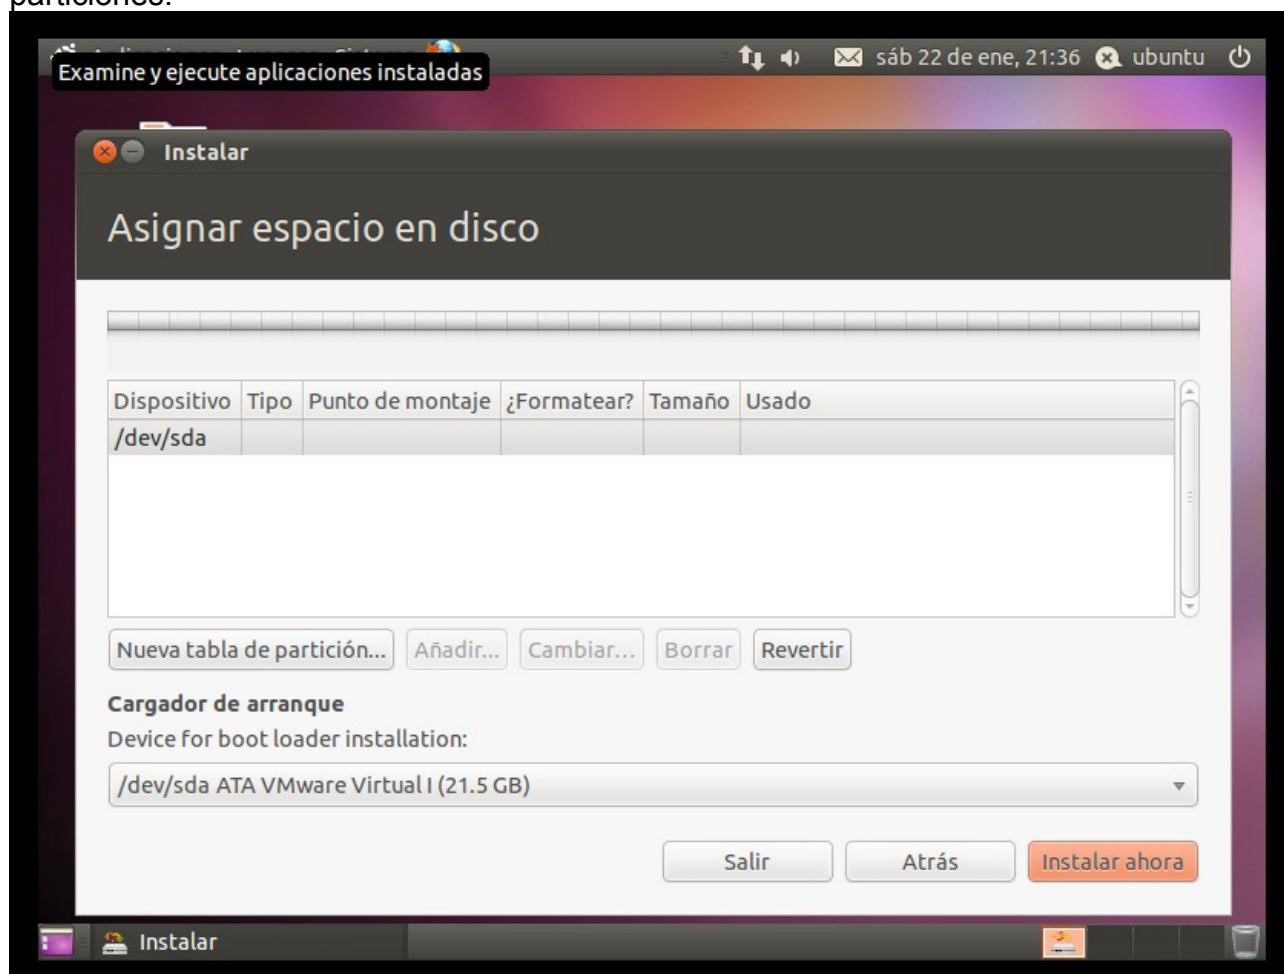 particiones.
sáb 22 de ene, 21:36 ubuntu
Examine y ejecute aplicaciones instaladas
Instalar
Asignar espacio en disco
Dispositivo Tipo Punto de montaje ¿Formatear? Tamaño Usado
/dev/sda
Nueva tabla de partición... Añadir... Cambiar... Borrar Revertir
Cargador de arranque
Device for boot loader installation:
/dev/sda ATA VMware Virtual I (21.5 GB)
Salir Atrás Instalar ahora
Instalar